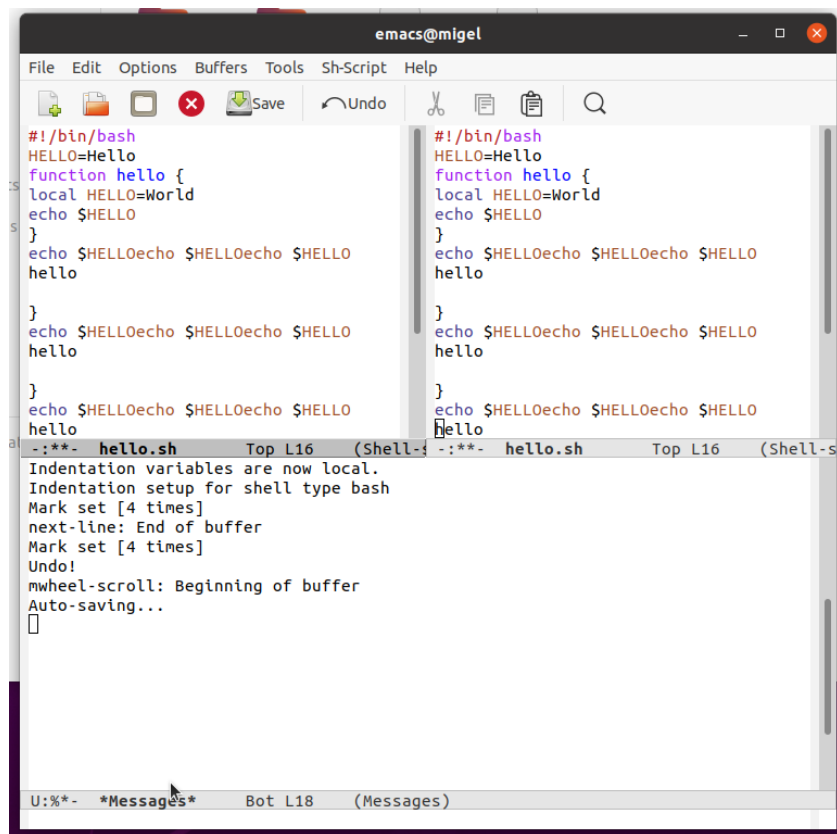 emacs@migel
File Edit Options Buffers Tools Sh-Script Help
Save Undo
#!/bin/bash
HELLO=Hello
function hello {
local HELLO=World
echo $HELLO
}
echo $HELLOecho $HELLOecho $HELLO
hello
}
echo $HELLOecho $HELLOecho $HELLO
hello
}
echo $HELLOecho $HELLOecho $HELLO
hello
-:**- hello.sh Top L16 (Shell-s
#!/bin/bash
HELLO=Hello
function hello {
local HELLO=World
echo $HELLO
}
echo $HELLOecho $HELLOecho $HELLO
hello
}
echo $HELLOecho $HELLOecho $HELLO
hello
}
echo $HELLOecho $HELLOecho $HELLO
hello
-:**- hello.sh Top L16 (Shell-s
Indentation variables are now local.
Indentation setup for shell type bash
Mark set [4 times]
next-line: End of buffer
Mark set [4 times]
Undo!
mwheel-scroll: Beginning of buffer
Auto-saving...
U:%*- *Messages* Bot L18 (Messages)